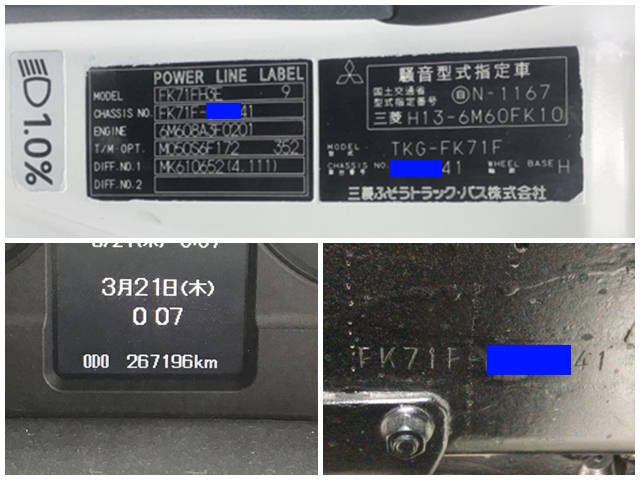 1.0%
POWER LINE LABEL
MODEL FK71FH3E 9
CHASSIS NO. FK71F- 41
ENGINE 6M608A3F0201
T/M·OPT. M050S6F172 352
DIFF.NO.1 MK610652(4.111)
DIFF.NO.2
騒音型式指定車
国土交通省
型式指定番号 自N-1167
三菱 H13-6M60FK10
MODEL TKG-FK71F
CHASSIS NO. 41 WHEEL BASE H
三菱ふそうトラック・バス株式会社
3月21日(木)
0:07
ODO 267196km
FK71F- 41